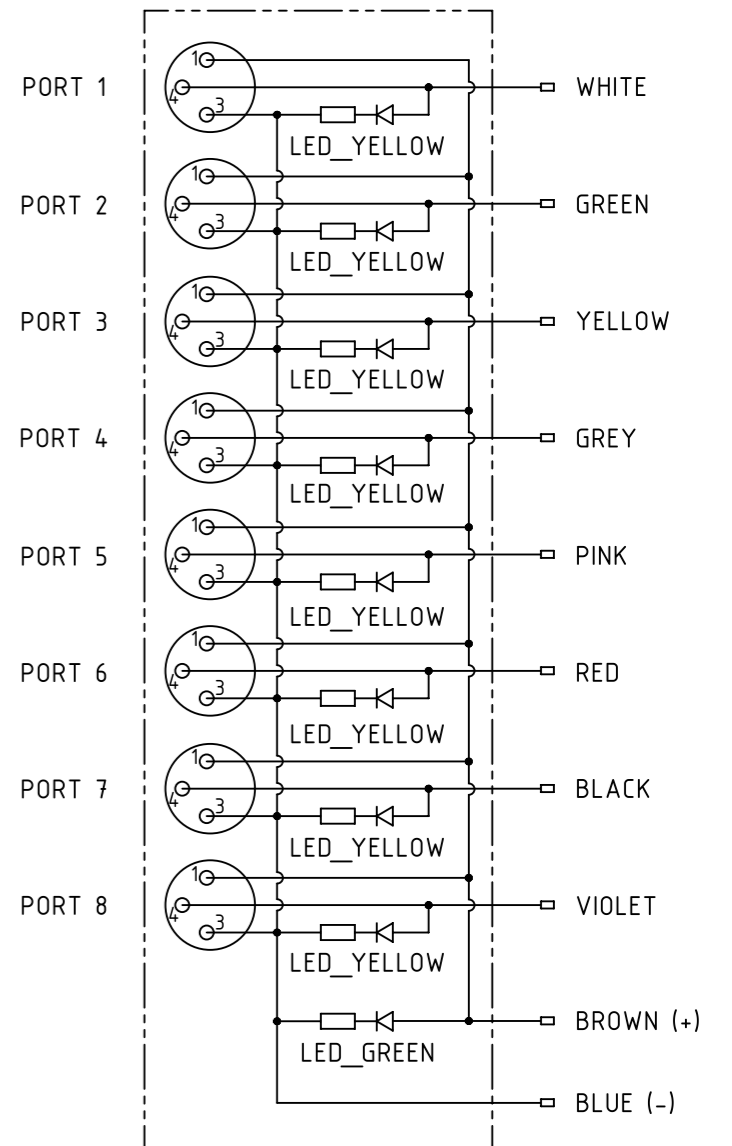 1
PORT 1 4 WHITE
3
LED_YELLOW
1
PORT 2 4 GREEN
3
LED_YELLOW
1
PORT 3 4 YELLOW
3
LED_YELLOW
1
PORT 4 4 GREY
3
LED_YELLOW
1
PORT 5 4 PINK
3
LED_YELLOW
1
PORT 6 4 RED
3
LED_YELLOW
1
PORT 7 4 BLACK
3
LED_YELLOW
1
PORT 8 4 VIOLET
3
LED_YELLOW
BROWN (+)
LED_GREEN
BLUE (-)